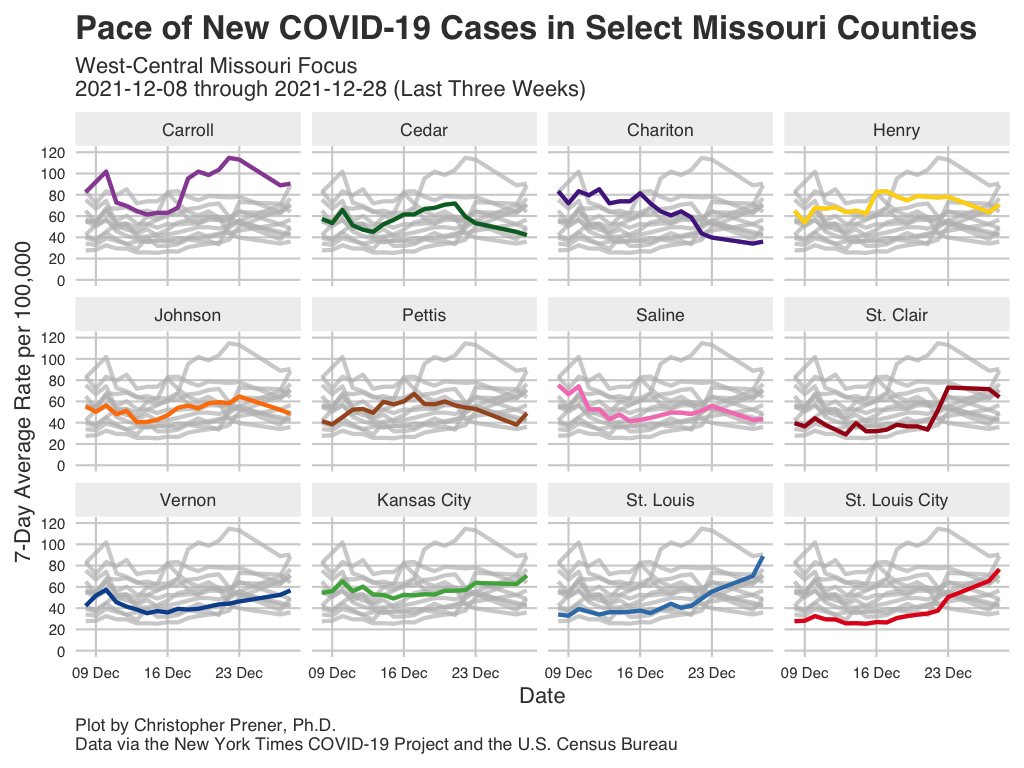 Pace of New COVID-19 Cases in Select Missouri Counties
West-Central Missouri Focus
2021-12-08 through 2021-12-28 (Last Three Weeks)
7-Day Average Rate per 100,000
Carroll Cedar Chariton Henry
120
100
80
60
40
20
0
Johnson Pettis Saline St. Clair
120
100
80
60
40
20
0
Vernon Kansas City St. Louis St. Louis City
120
100
80
60
40
20
0
09 Dec 16 Dec 23 Dec 09 Dec 16 Dec 23 Dec 09 Dec 16 Dec 23 Dec 09 Dec 16 Dec 23 Dec
Date
Plot by Christopher Prener, Ph.D.
Data via the New York Times COVID-19 Project and the U.S. Census Bureau